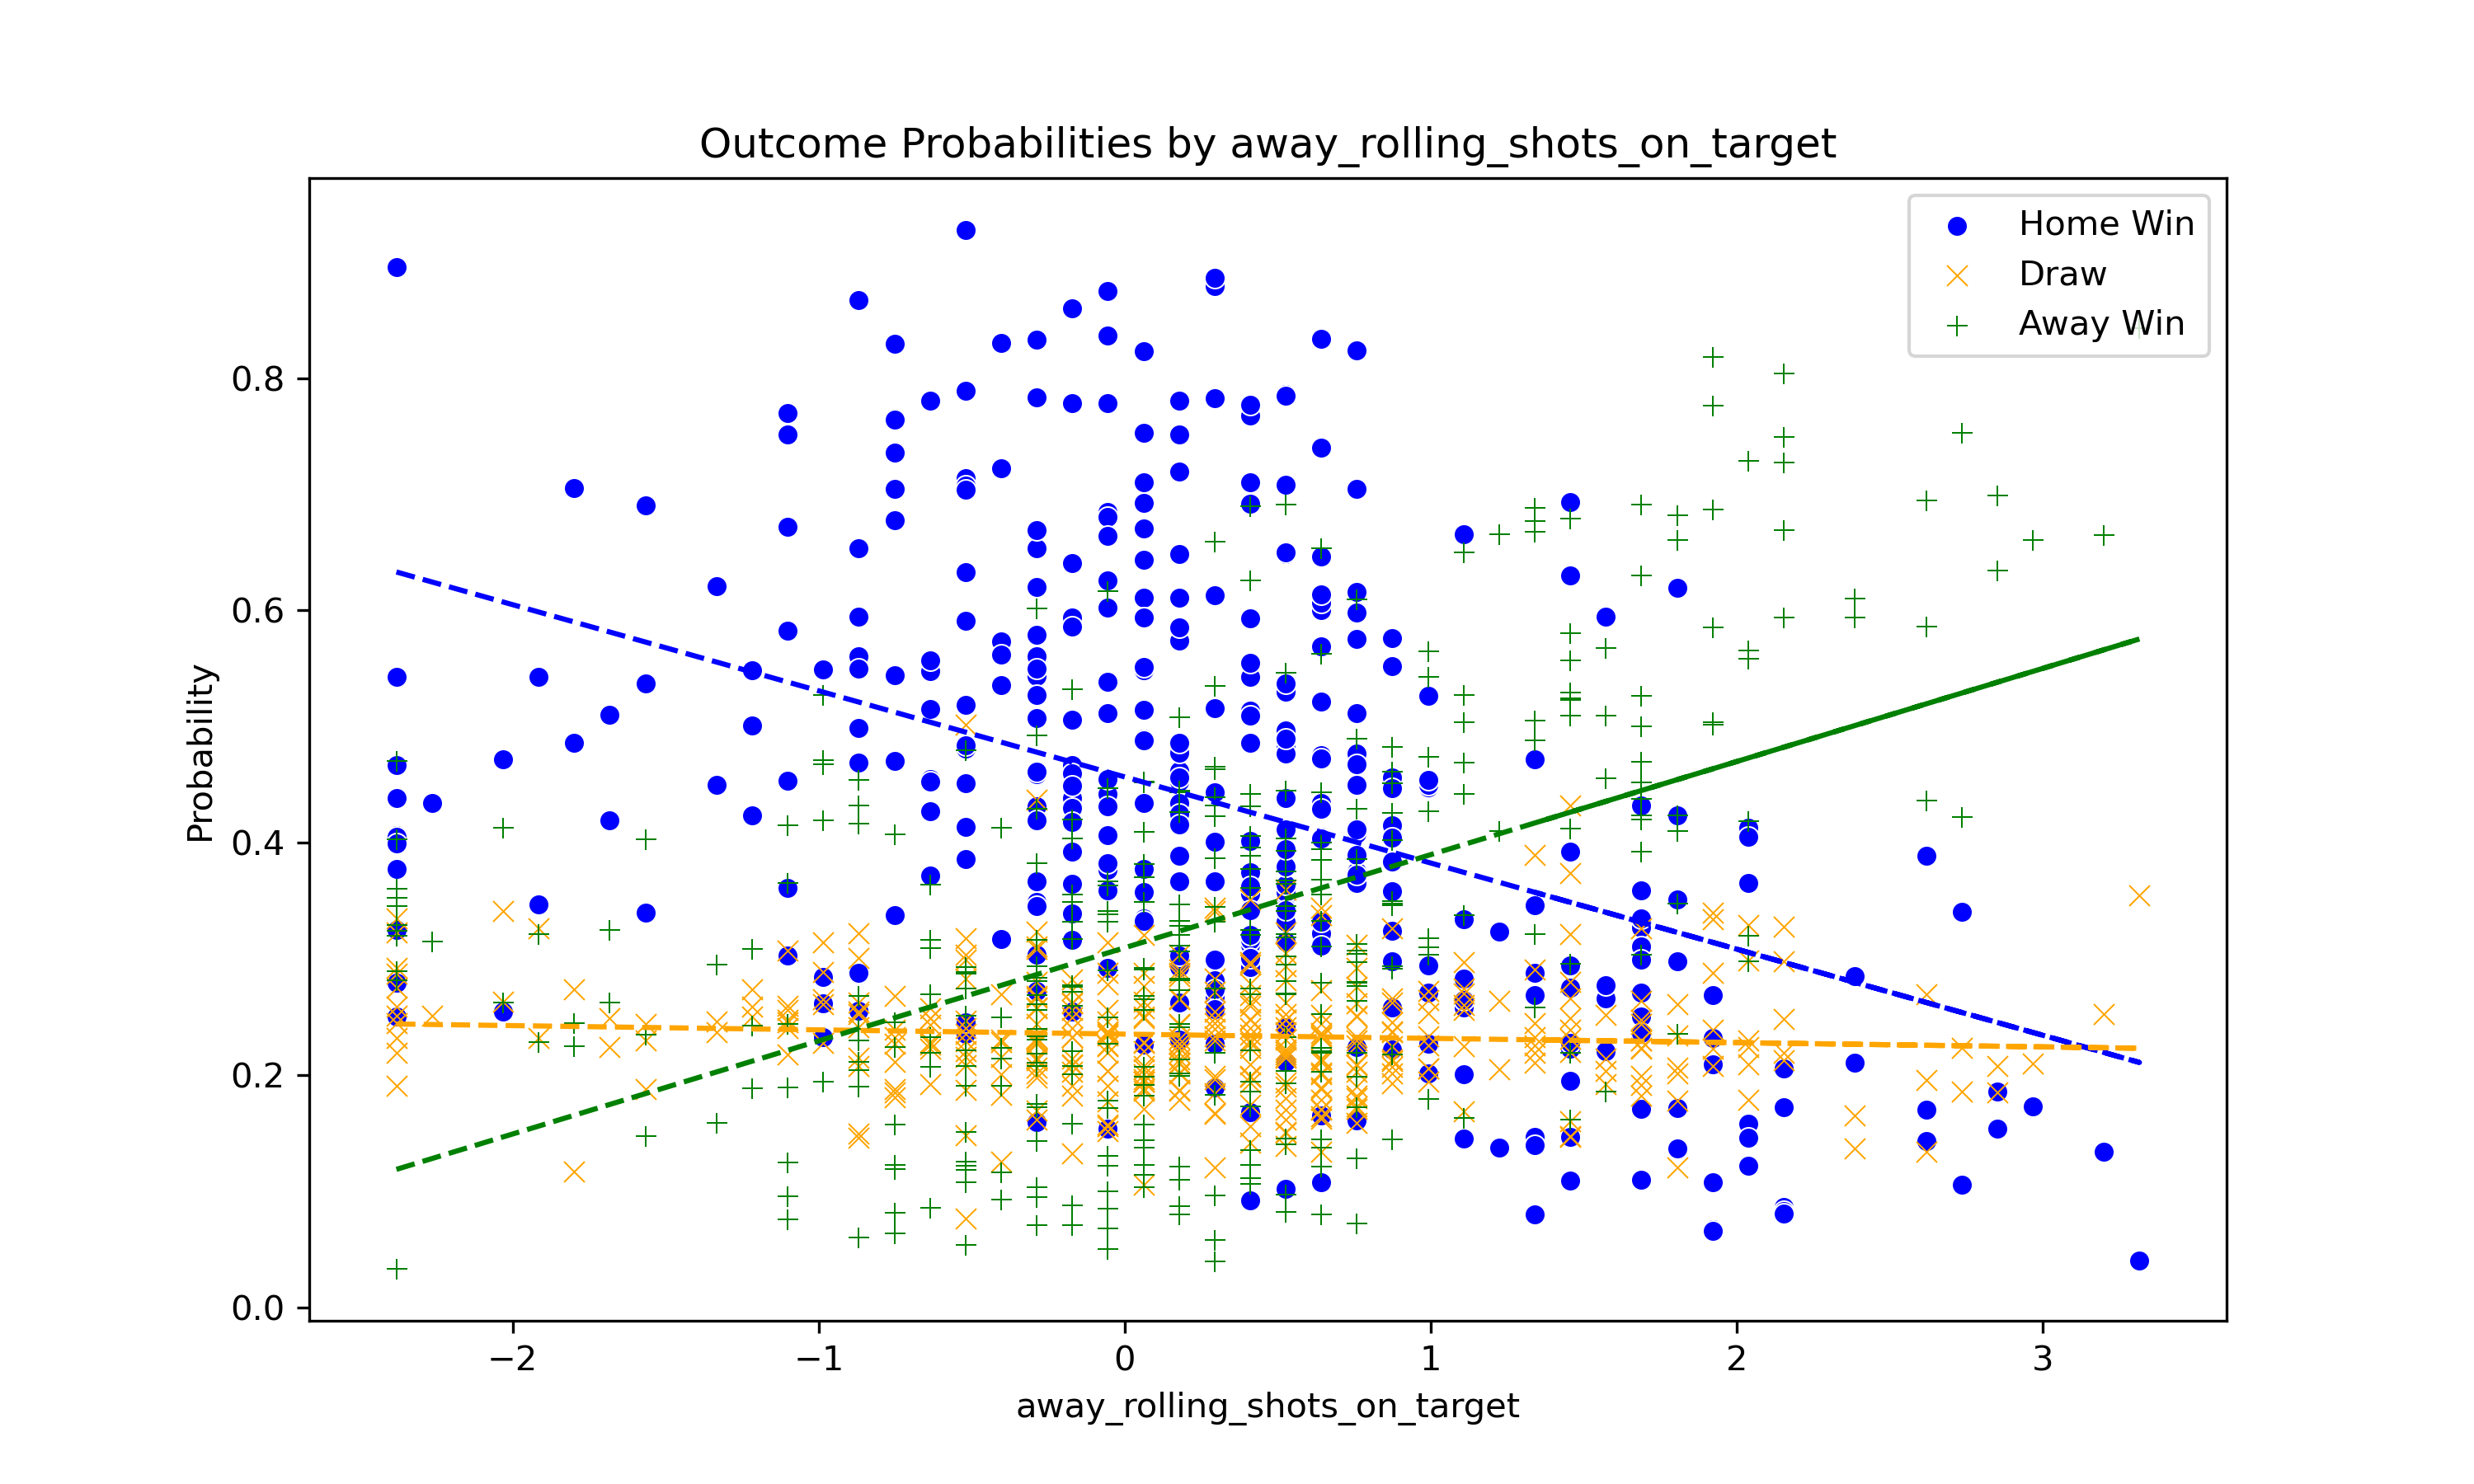 Outcome Probabilities by away_rolling_shots_on_target
Home Win
Draw
Away Win
Probability
0.8
0.6
0.4
0.2
0.0
−2
−1
0
1
2
3
away_rolling_shots_on_target